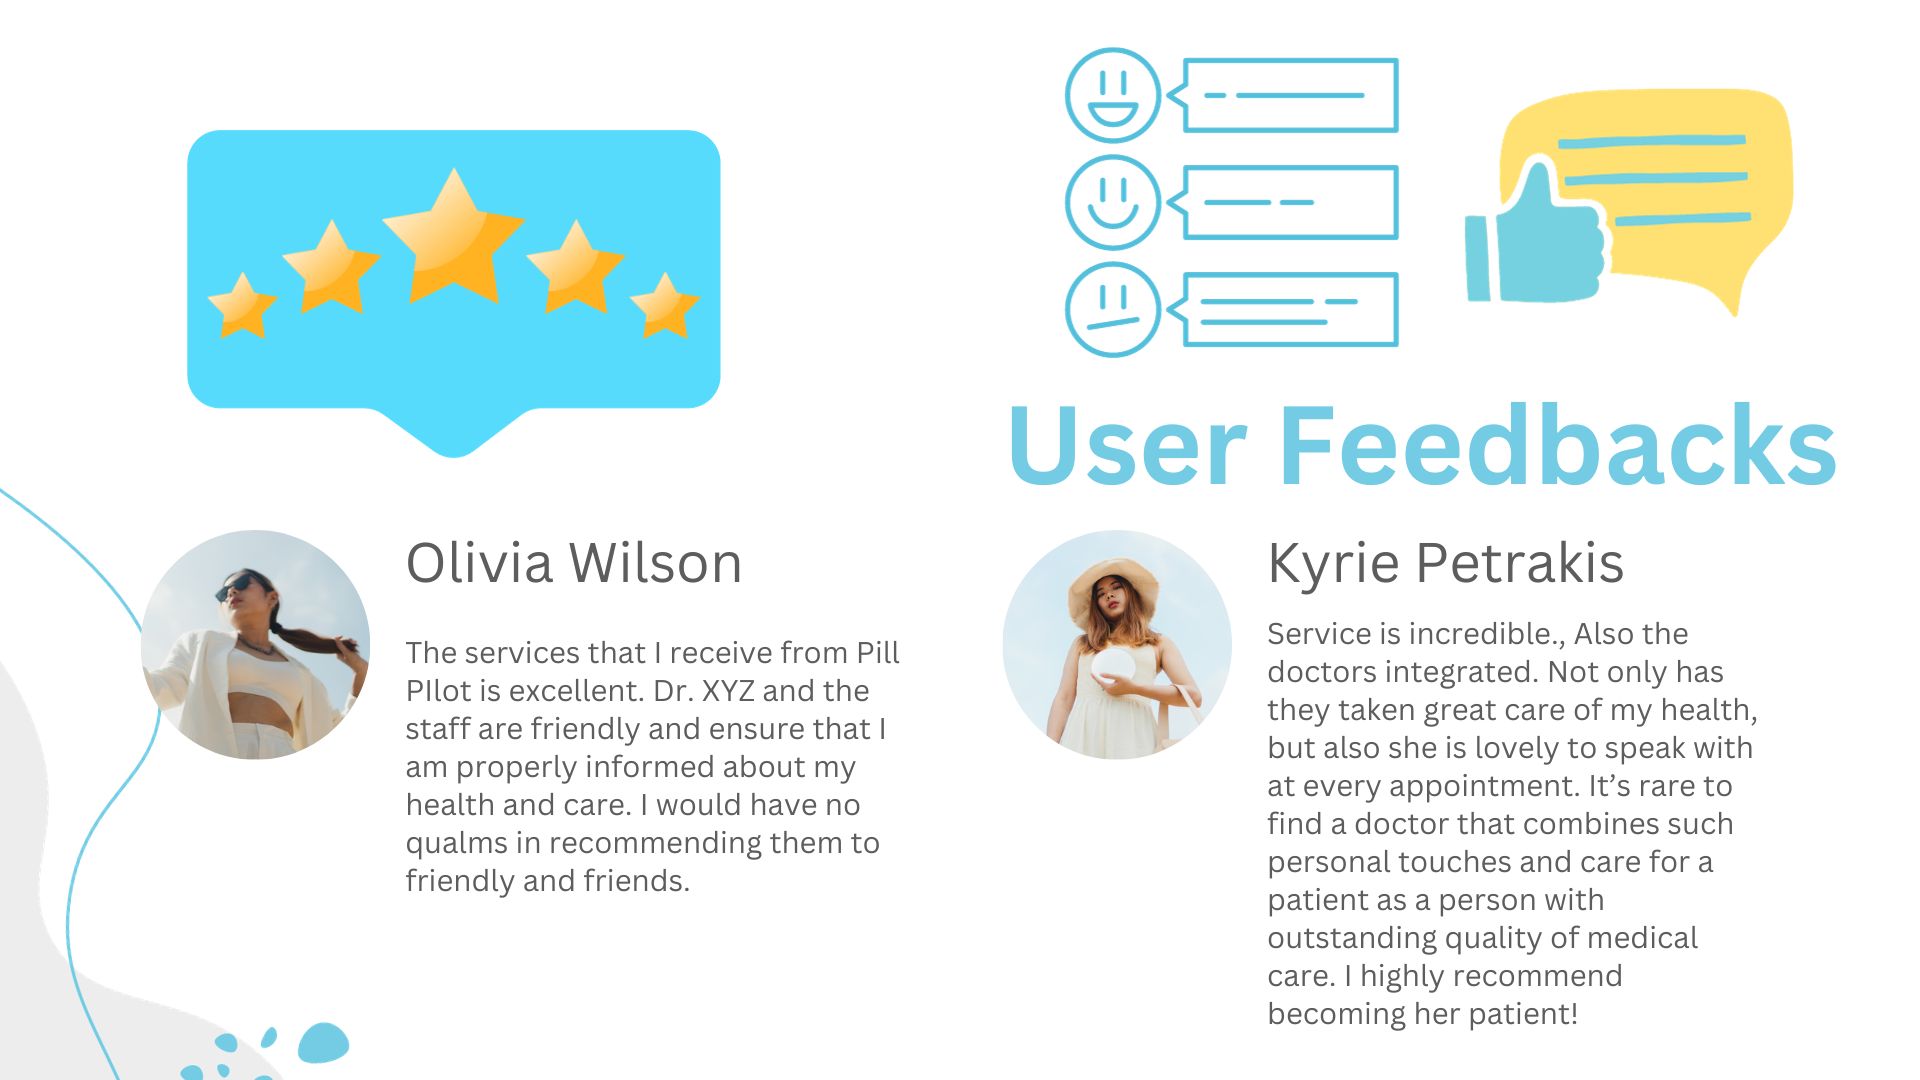 User Feedbacks
Olivia Wilson
The services that I receive from Pill
PIlot is excellent. Dr. XYZ and the
staff are friendly and ensure that I
am properly informed about my
health and care. I would have no
qualms in recommending them to
friendly and friends.
Kyrie Petrakis
Service is incredible., Also the
doctors integrated. Not only has
they taken great care of my health,
but also she is lovely to speak with
at every appointment. It’s rare to
find a doctor that combines such
personal touches and care for a
patient as a person with
outstanding quality of medical
care. I highly recommend
becoming her patient!